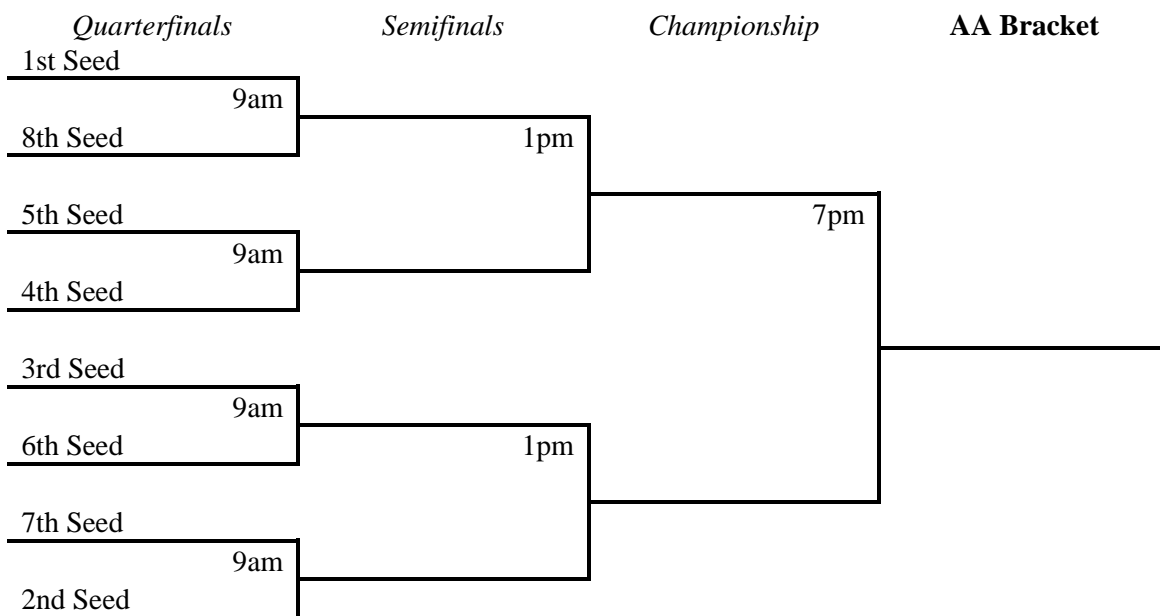 Quarterfinals Semifinals Championship AA Bracket
1st Seed
9am
8th Seed
1pm
5th Seed
7pm
9am
4th Seed
3rd Seed
9am
6th Seed
1pm
7th Seed
9am
2nd Seed